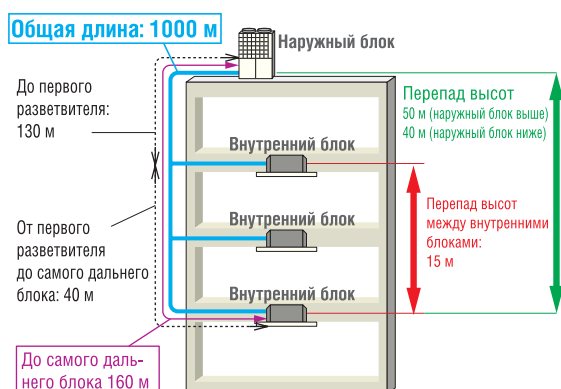 Общая длина: 1000 м
Наружный блок
До первого
разветвителя:
130 м
Перепад высот
50 м (наружный блок выше)
40 м (наружный блок ниже)
Внутренний блок
Перепад высот
между внутренними
блоками:
15 м
Внутренний блок
От первого
разветвителя
до самого дальнего
блока: 40 м
Внутренний блок
До самого даль-
него блока 160 м